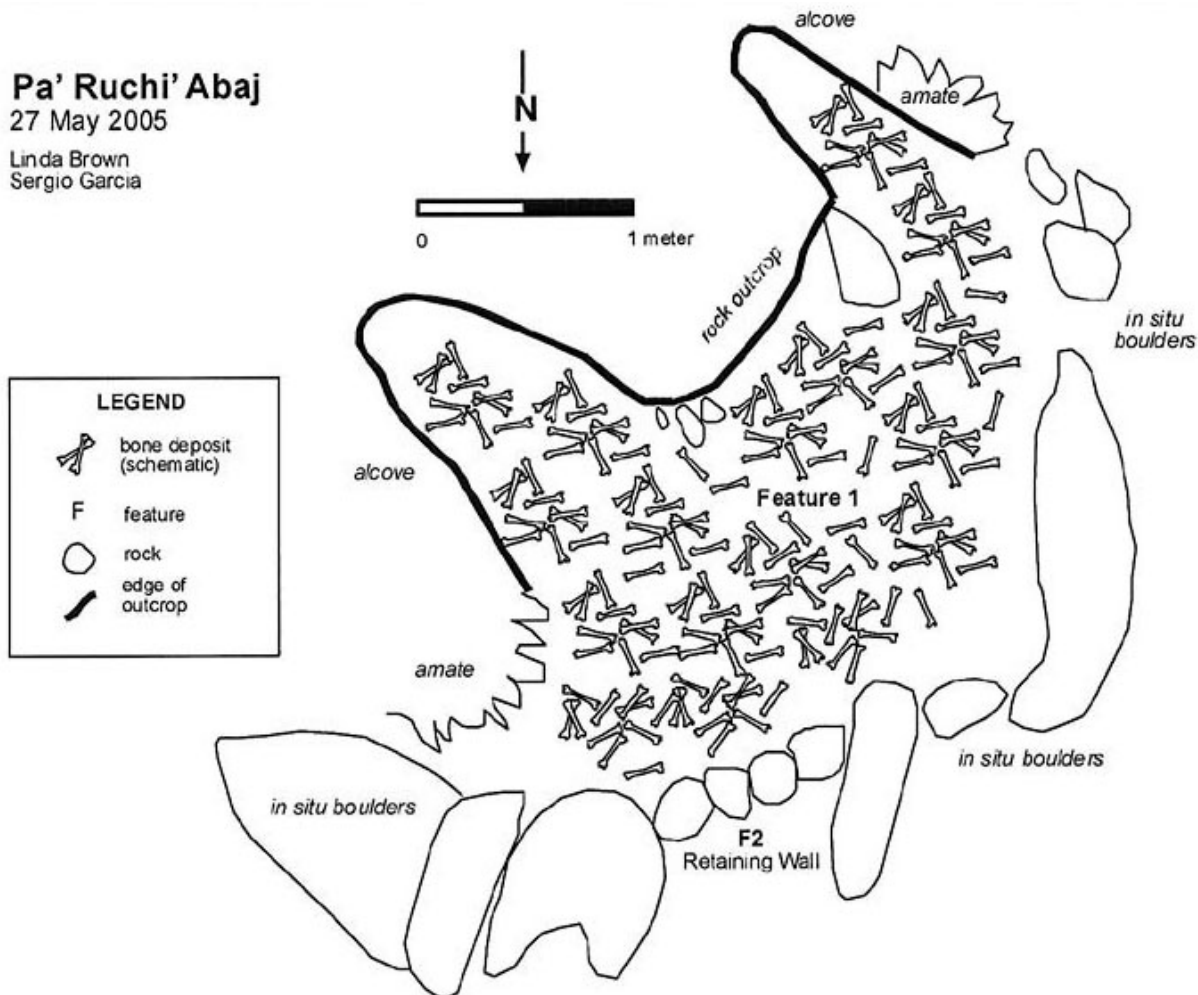 Pa' Ruchi' Abaj
27 May 2005
Linda Brown
Sergio Garcia
N
0
1 meter
alcove
amate
rock outcrop
in situ
boulders
LEGEND
bone deposit
(schematic)
F
feature
rock
edge of
outcrop
alcove
Feature 1
amate
in situ boulders
in situ boulders
F2
Retaining Wall